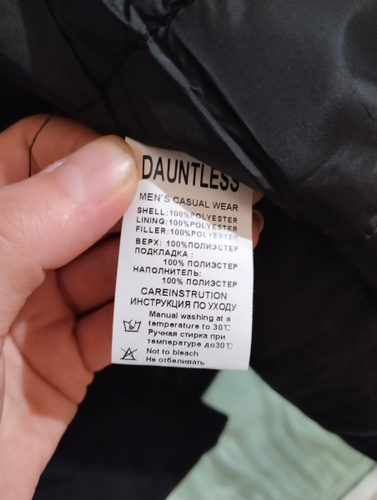 DAUNTLESS
MEN'S CASUAL WEAR
SHELL:100%POLYESTER
LINING:100%POLYESTER
FILLER:100%POLYESTER
ВЕРХ: 100%ПОЛИЭСТЕР
ПОДКЛАДКА :
100% ПОЛИЭСТЕР
НАПОЛНИТЕЛЬ:
100% ПОЛИЭСТЕР
CAREINSTRUTION
ИНСТРУКЦИЯ ПО УХОДУ
Manual washing at a
temperature to 30℃
Ручная стирка при
температуре до30℃
Not to bleach
Не отбеливать